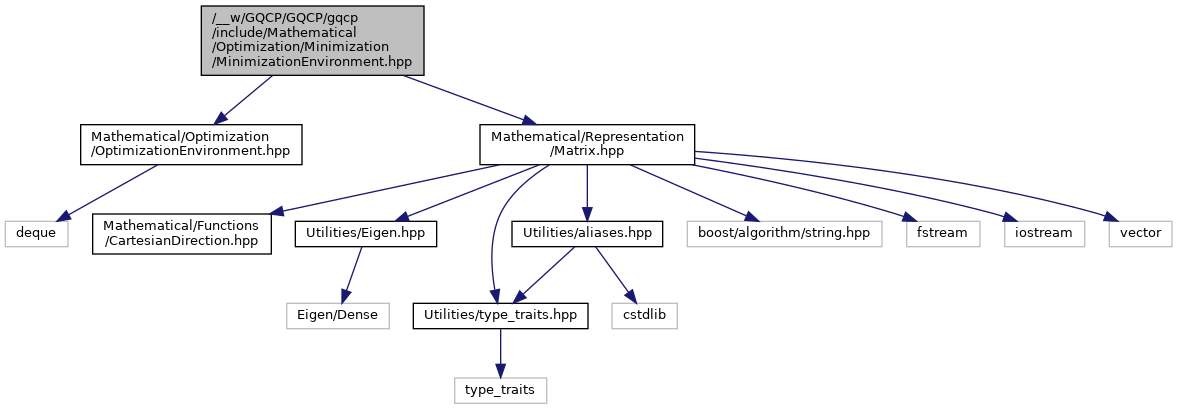 /__w/GQCP/GQCP/gqcp
/include/Mathematical
/Optimization/Minimization
/MinimizationEnvironment.hpp
Mathematical/Optimization
/OptimizationEnvironment.hpp
Mathematical/Representation
/Matrix.hpp
deque
Mathematical/Functions
/CartesianDirection.hpp
Utilities/Eigen.hpp
Utilities/aliases.hpp
boost/algorithm/string.hpp
fstream
iostream
vector
Eigen/Dense
Utilities/type_traits.hpp
cstdlib
type_traits